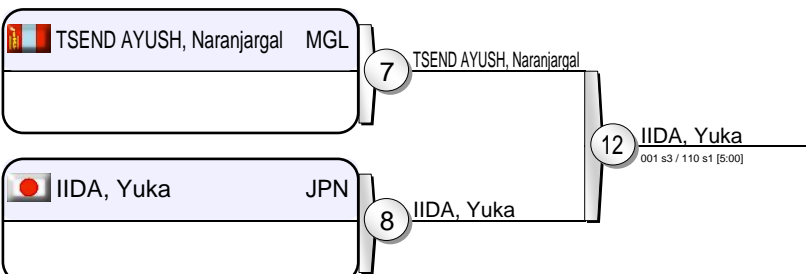 TSEND AYUSH, Naranjargal MGL
7
TSEND AYUSH, Naranjargal
12
IIDA, Yuka
001 s3 / 110 s1 [5:00]
IIDA, Yuka JPN
8
IIDA, Yuka